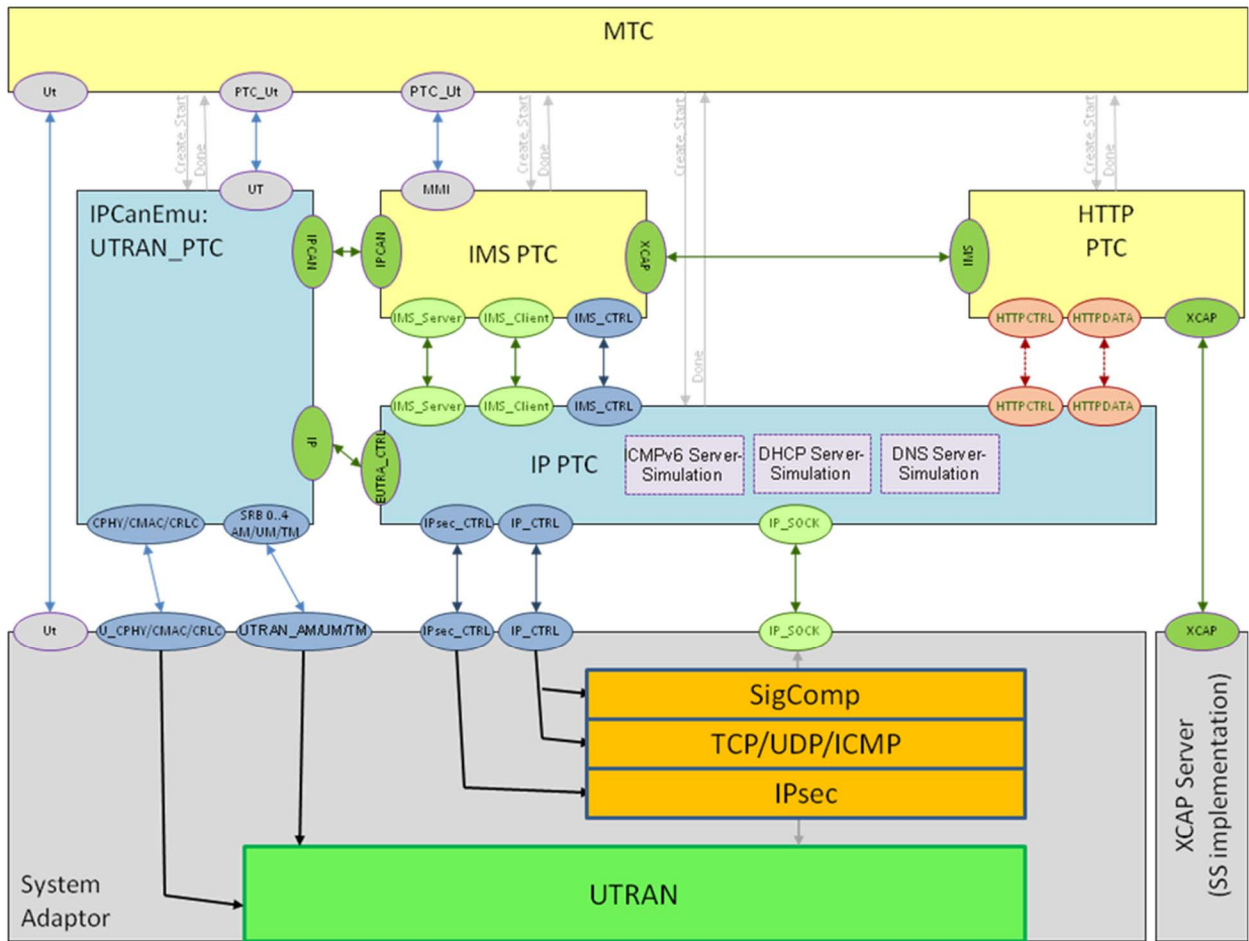 MTC
Ut
PTC_Ut
PTC_Ut
Create,Start
Done
Create,Start
Done
Create,Start
Done
Create,Start
Done
UT
MMI
IPCanEmu:
UTRAN_PTC
IPCAN
IPCAN
IMS PTC
XCAP
SMI
HTTP
PTC
IMS_Server
IMS_Client
IMS_CTRL
HTTPCTRL
HTTPDATA
XCAP
IMS_Server
IMS_Client
IMS_CTRL
HTTPCTRL
HTTPDATA
IP
EUTRA_CTRL
IP PTC
ICMPv6 Server-
Simulation
DHCP Server-
Simulation
DNS Server-
Simulation
CPHY/CMAC/CRLC
SRB 0..4
AM/UM/TM
IPsec_CTRL
IP_CTRL
IP_SOCK
Ut
U_CPHY/CMAC/CRLC
UTRAN_AM/UM/TM
IPsec_CTRL
IP_CTRL
IP_SOCK
XCAP
SigComp
TCP/UDP/ICMP
IPsec
UTRAN
System
Adaptor
XCAP Server
(SS implementation)